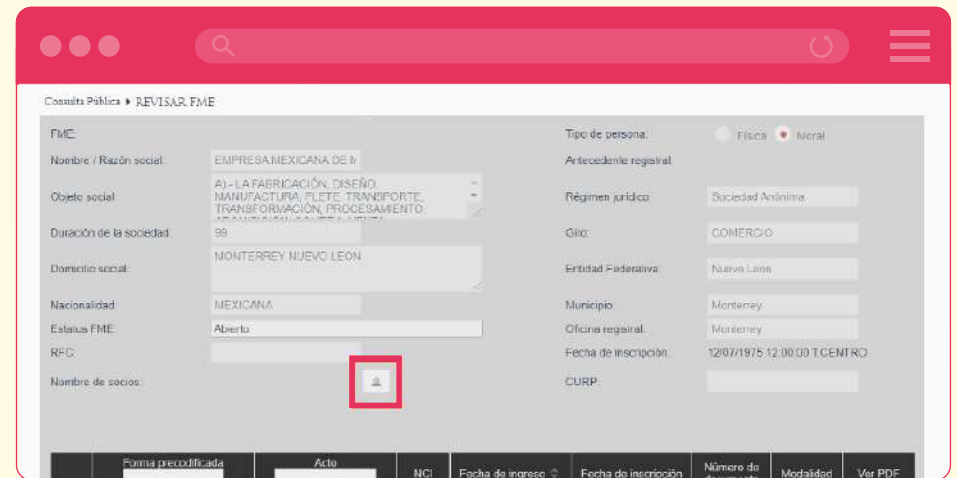 Consulta Pública ▸ REVISAR FME
FME: Tipo de persona: Física Moral
Nombre / Razón social: EMPRESA MEXICANA DE M Antecedente registral:
Objeto social: A) - LA FABRICACIÓN, DISEÑO, MANUFACTURA, FLETE, TRANSPORTE, TRANSFORMACIÓN, PROCESAMIENTO, Régimen jurídico: Sociedad Anónima
Duración de la sociedad: 99 Giro: COMERCIO
Domicilio social: MONTERREY NUEVO LEON Entidad Federativa: Nuevo León
Nacionalidad: MEXICANA Municipio: Monterrey
Estatus FME: Abierto Oficina registral: Monterrey
RFC: Fecha de inscripción: 12/07/1975 12:00:00 T.CENTRO
Nombre de socios: CURP:
Forma precodificada Acto NCI Fecha de ingreso Fecha de inscripción Número de documento Modalidad Ver PDF